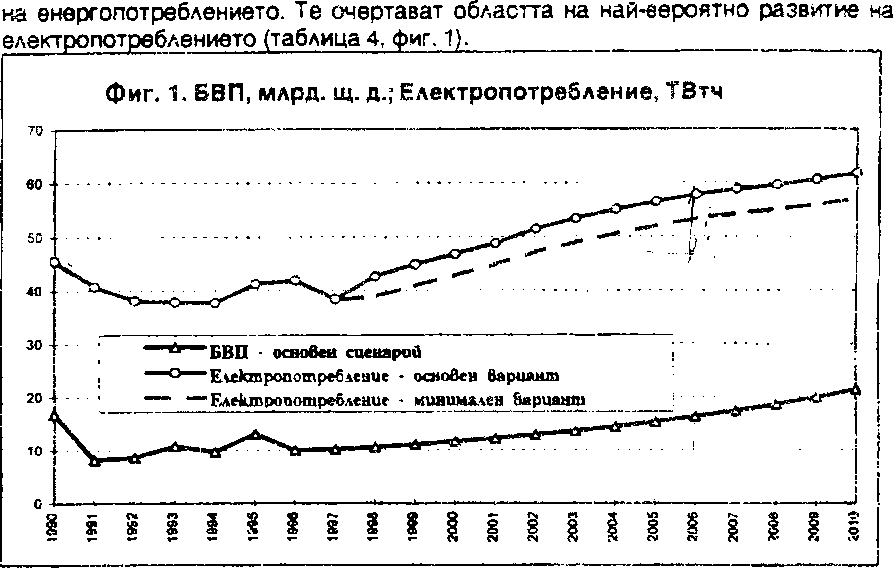 на енергопотреблението. Те очертават областта на най-вероятно развитие на
електропотреблението (таблица 4, фиг. 1).
Фиг. 1. БВП, млрд. щ. д.; Електропотребление, ТВтч
70
60
50
40
30
20
10
0
БВП - основен сценарий
Електропотребление - основен вариант
Електропотребление - минимален вариант
1990 1991 1992 1993 1994 1995 1996 1997 1998 1999 2000 2001 2002 2003 2004 2005 2006 2007 2008 2009 2010